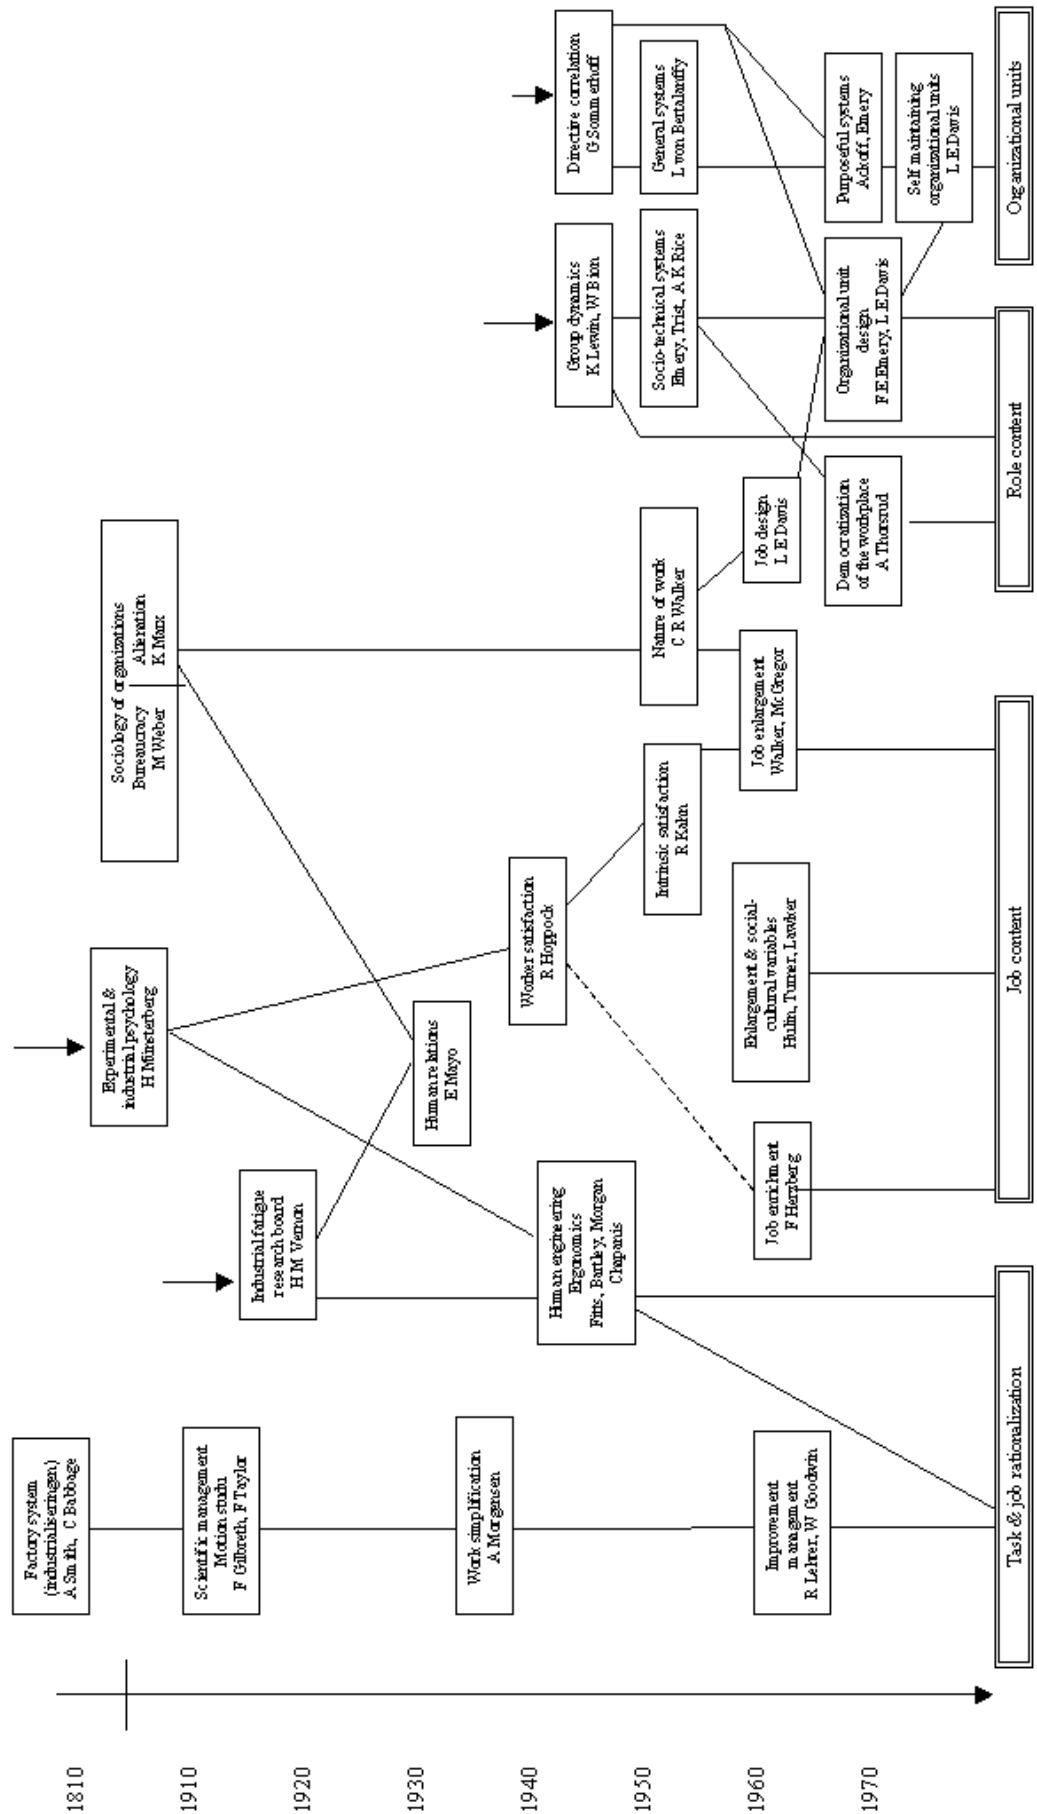 Factory system
(industrialiseringen)
A Smith, C Babbage
Scientific management
Motion studu
F Gilbreth, F Taylor
Work simplification
A Morgensen
Improvement
management
R Lehrer, W Goodwin
Industrial fatigue
research board
H M Vernon
Experimental &
industrial psychology
H Münsterberg
Human relations
E Mayo
Human engineering
Ergonomics
Fitts, Bartley, Morgan
Chapanis
Job enrichment
F Herzberg
Sociology of organizations
Bureaucracy
M Weber
Alienation
K Marx
Worker satisfaction
R Hoppock
Intrinsic satisfaction
R Kahn
Enlargement & social-
cultural variables
Hulin, Turner, Lawker
Nature of work
C R Walker
Job enlargement
Walker, McGregor
Job design
L E Davis
Group dynamics
K Lewin, W Bion
Socio-technical systems
Emery, Trist, A K Rice
Democratization
of the workplace
A Thorsrud
Organizational unit
design
F E Emery, L E Davis
Directive correlation
G Sommerhoff
General systems
L von Bertalanffy
Purposeful systems
Ackoff, Emery
Self maintaining
organizational units
L E Davis
Task & job rationalization
Job content
Role content
Organizational units
1810
1910
1920
1930
1940
1950
1960
1970